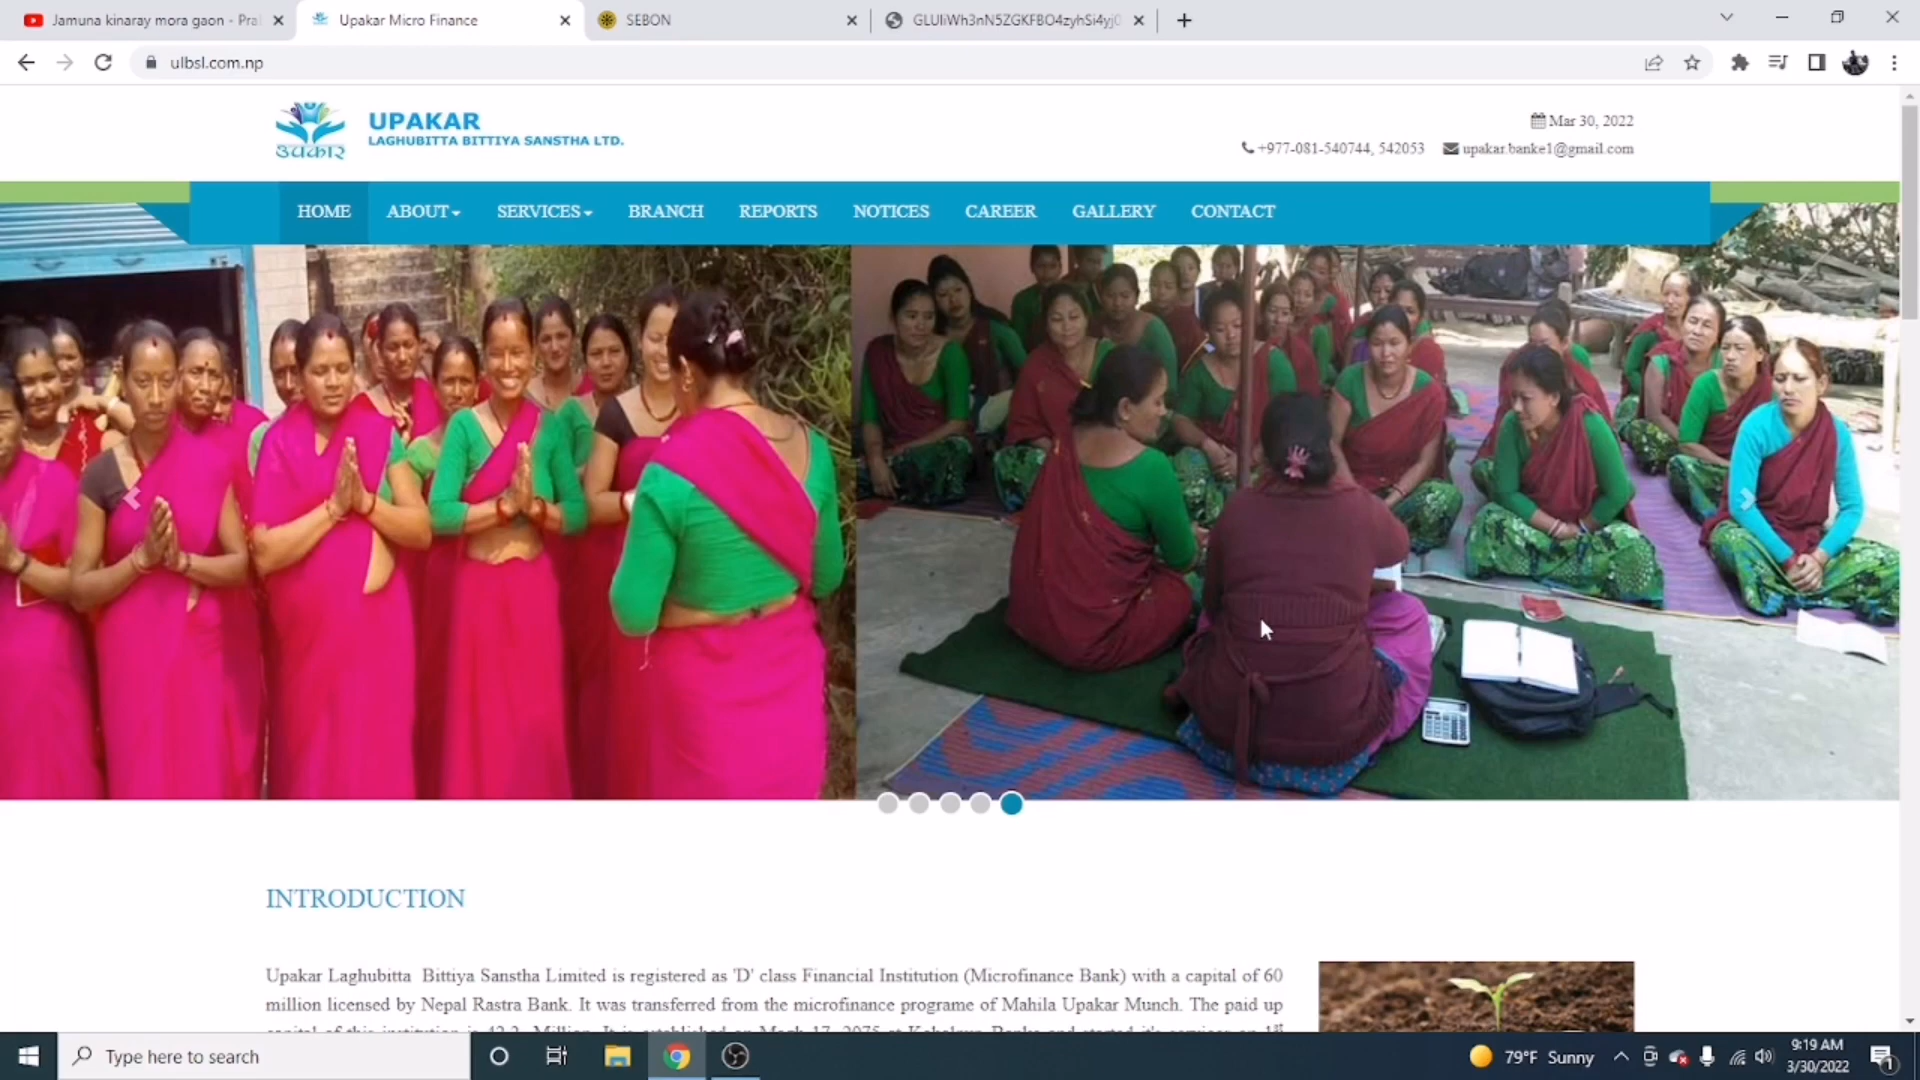 Jamuna kinaray mora gaon - Pra
Upakar Micro Finance
SEBON
ulbsl.com.np
उपकार
UPAKAR
LAGHUBITTA BITTIYA SANSTHA LTD.
Mar 30, 2022
+977-081-540744, 542053
upakar.banke1@gmail.com
HOME
ABOUT
SERVICES
BRANCH
REPORTS
NOTICES
CAREER
GALLERY
CONTACT
INTRODUCTION
Upakar Laghubitta Bittiya Sanstha Limited is registered as 'D' class Financial Institution (Microfinance Bank) with a capital of 60
million licensed by Nepal Rastra Bank. It was transferred from the microfinance programe of Mahila Upakar Munch. The paid up
Type here to search
79°F Sunny
9:19 AM
3/30/2022
1